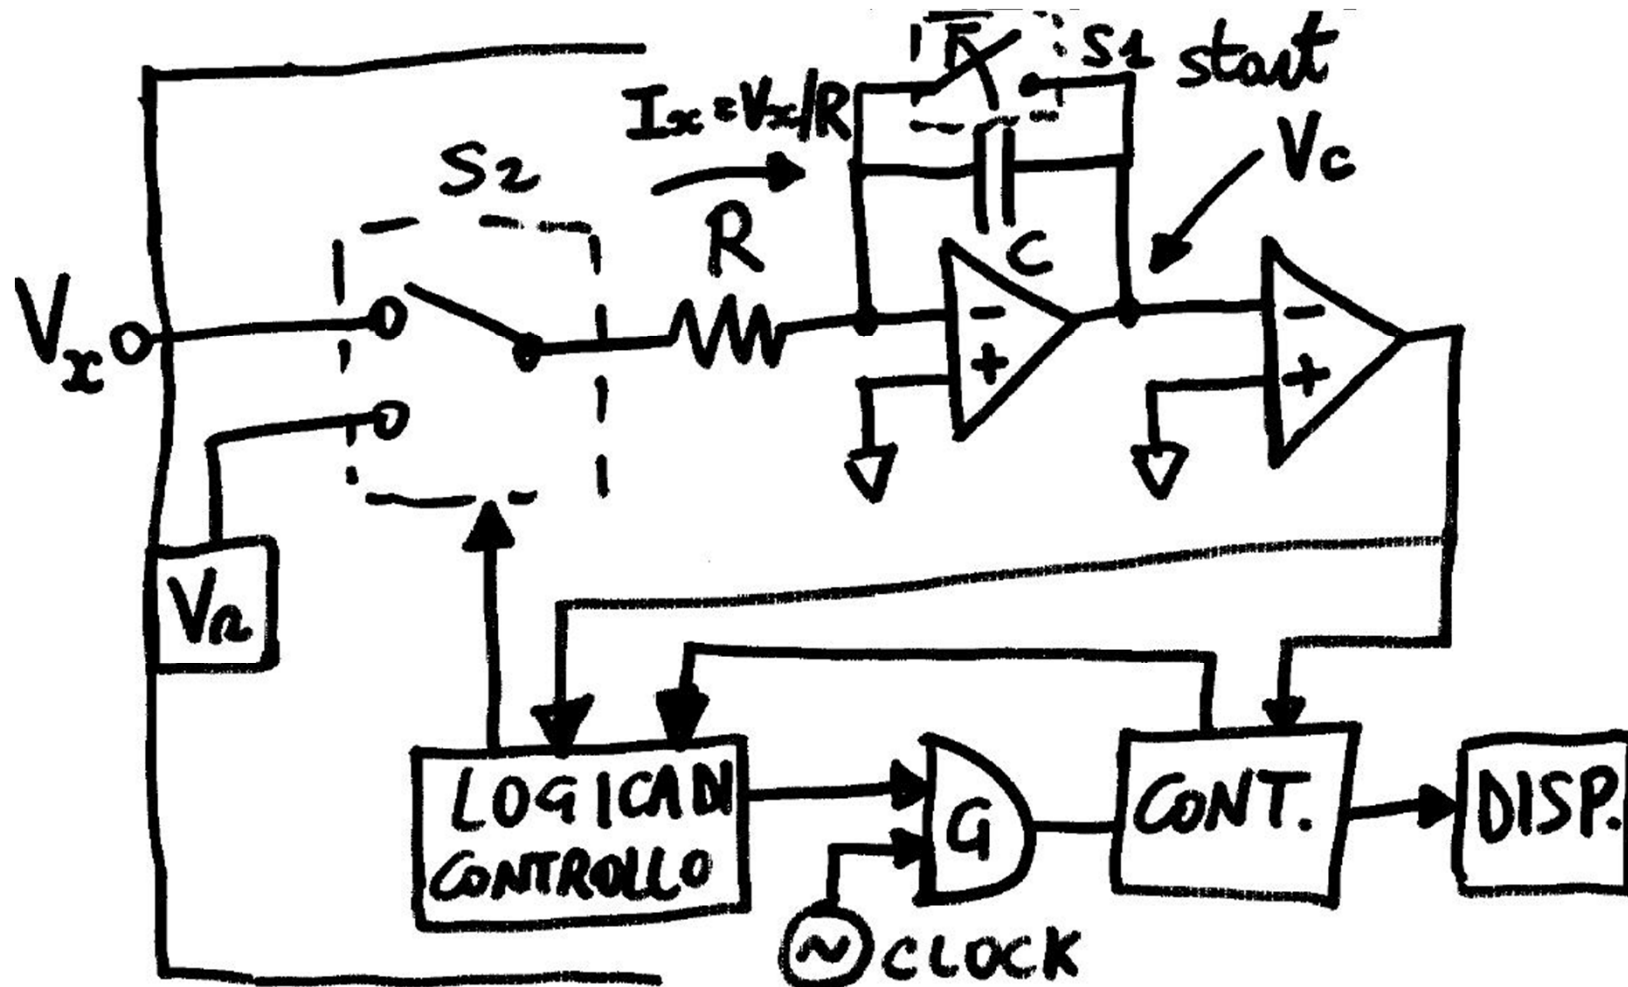 S1 start
Ix = Vx/R
S2
R
Vc
C
Vx
-
+
-
+
VR
LOGICA DI
CONTROLLO
G
CONT.
DISP.
~ CLOCK